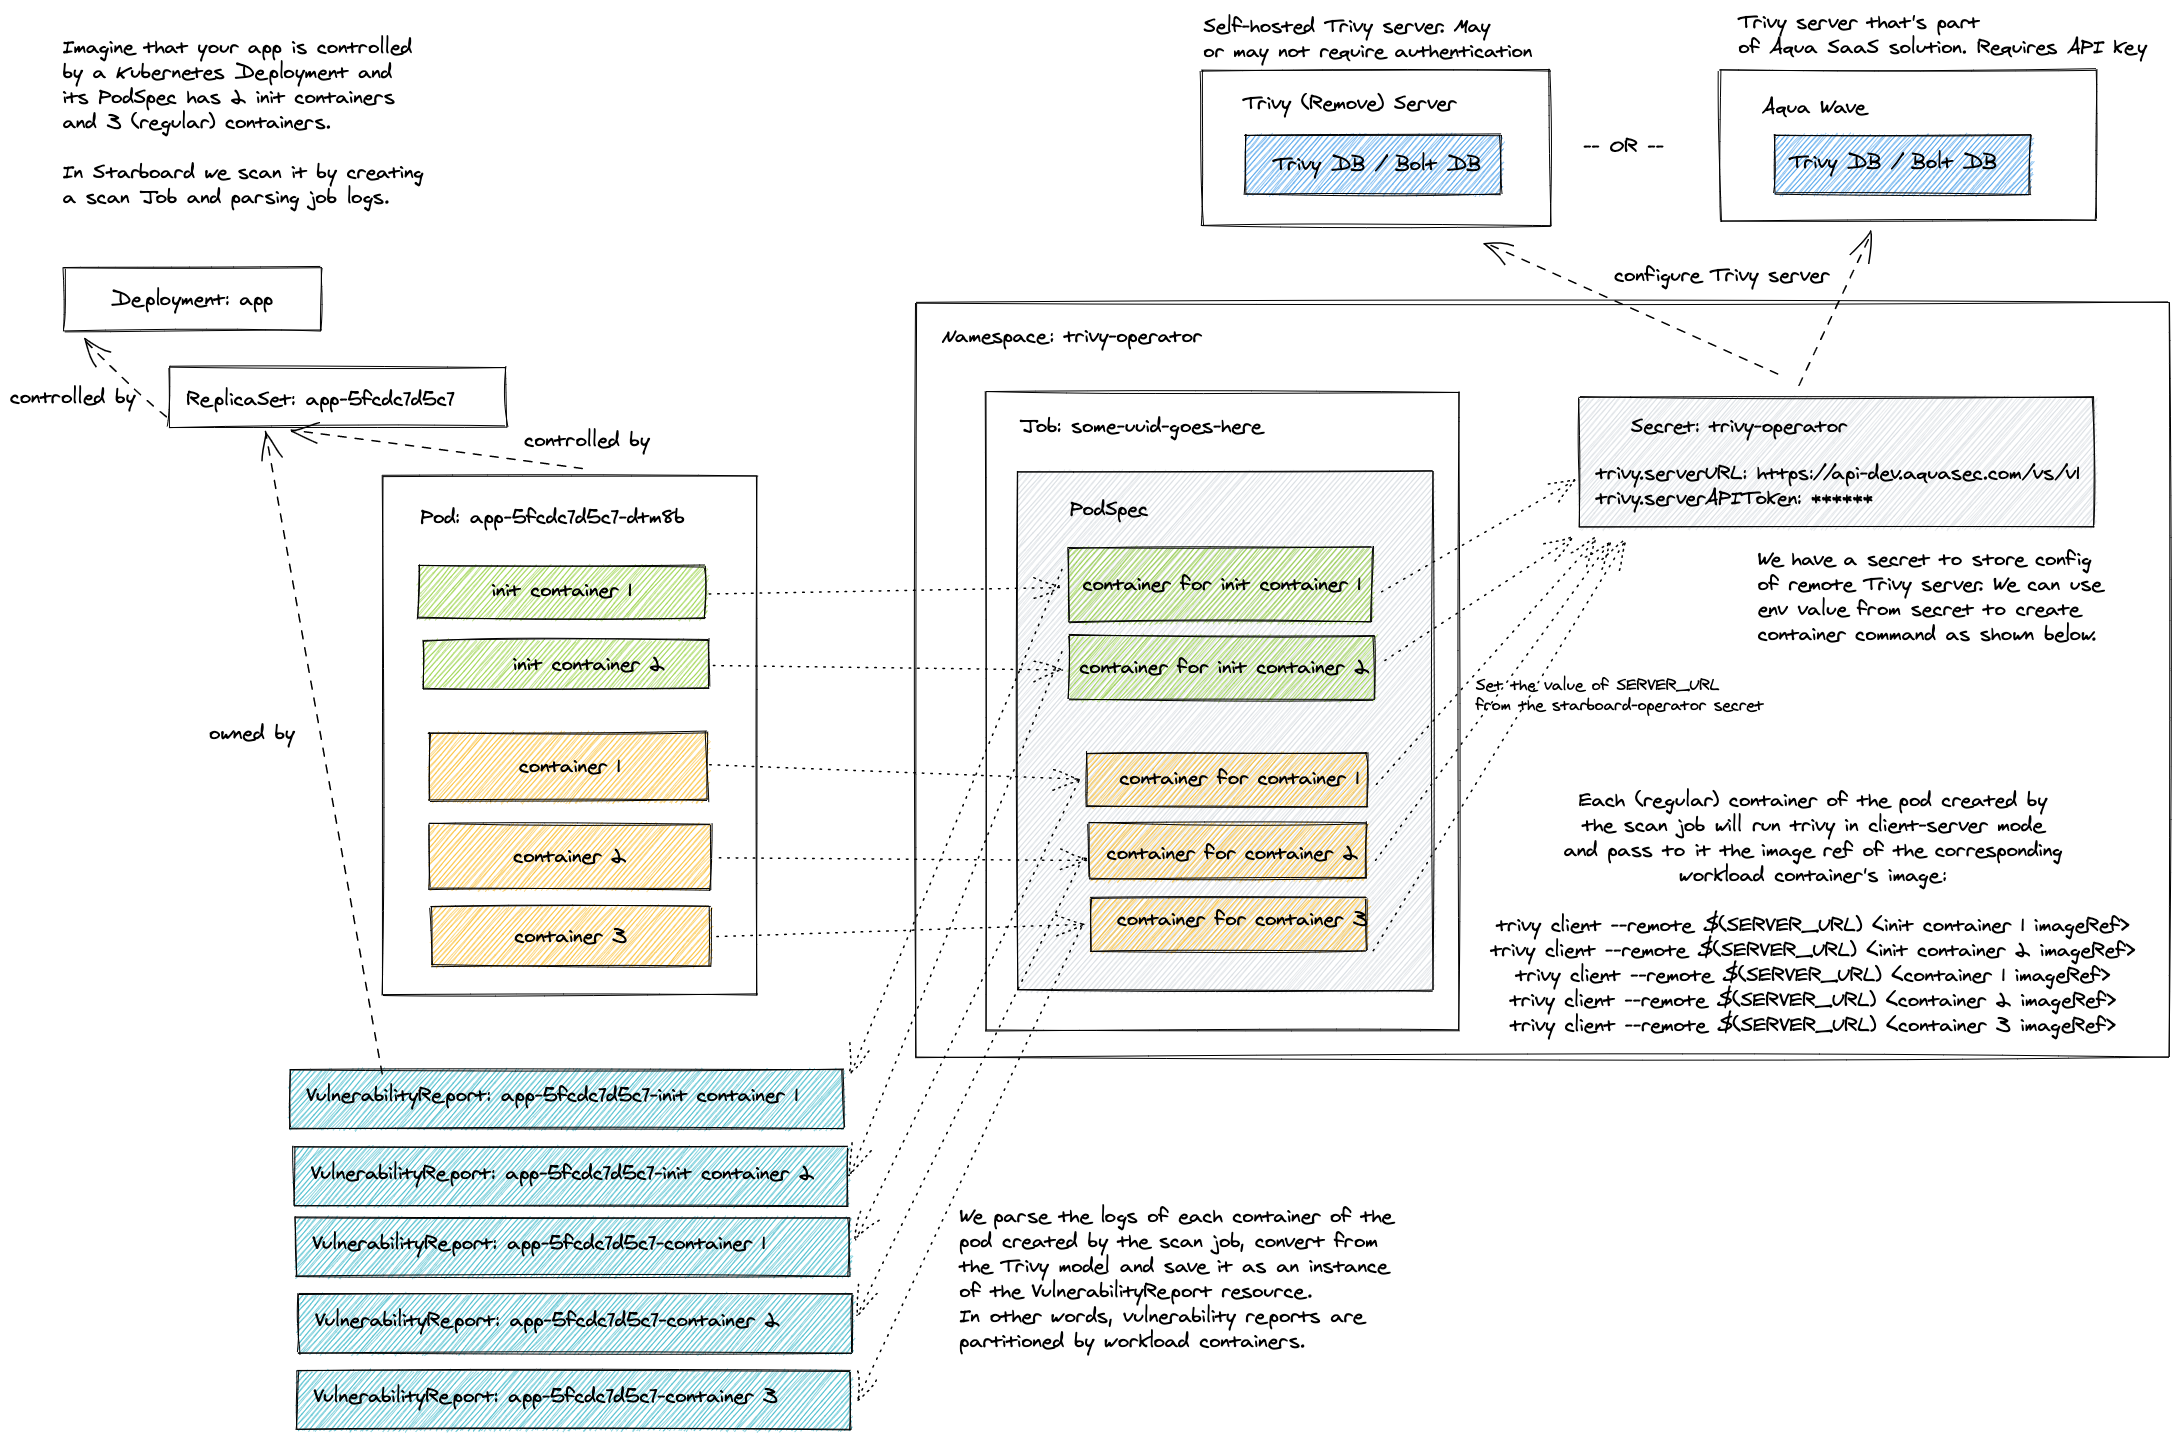 Imagine that your app is controlled
by a Kubernetes Deployment and
its PodSpec has 2 init containers
and 3 (regular) containers.
In Starboard we scan it by creating
a scan Job and parsing job logs.
Self-hosted Trivy server. May
or may not require authentication
Trivy (Remove) Server
Trivy DB / Bolt DB
-- OR --
Trivy server that's part
of Aqua SaaS solution. Requires API key
Aqua Wave
Trivy DB / Bolt DB
configure Trivy server
Deployment: app
controlled by
ReplicaSet: app-5fcdc7d5c7
controlled by
owned by
Pod: app-5fcdc7d5c7-dtm8b
init container 1
init container 2
container 1
container 2
container 3
Namespace: trivy-operator
Job: some-uuid-goes-here
PodSpec
container for init container 1
container for init container 2
container for container 1
container for container 2
container for container 3
Secret: trivy-operator
trivy.serverURL: https://api-dev.aquasec.com/vs/v1
trivy.serverAPIToken: ******
We have a secret to store config
of remote Trivy server. We can use
env value from secret to create
container command as shown below.
Set the value of SERVER_URL
from the starboard-operator secret
Each (regular) container of the pod created by
the scan job will run trivy in client-server mode
and pass to it the image ref of the corresponding
workload container's image:
trivy client --remote $(SERVER_URL) <init container 1 imageRef>
trivy client --remote $(SERVER_URL) <init container 2 imageRef>
trivy client --remote $(SERVER_URL) <container 1 imageRef>
trivy client --remote $(SERVER_URL) <container 2 imageRef>
trivy client --remote $(SERVER_URL) <container 3 imageRef>
VulnerabilityReport: app-5fcdc7d5c7-init container 1
VulnerabilityReport: app-5fcdc7d5c7-init container 2
VulnerabilityReport: app-5fcdc7d5c7-container 1
VulnerabilityReport: app-5fcdc7d5c7-container 2
VulnerabilityReport: app-5fcdc7d5c7-container 3
We parse the logs of each container of the
pod created by the scan job, convert from
the Trivy model and save it as an instance
of the VulnerabilityReport resource.
In other words, vulnerability reports are
partitioned by workload containers.